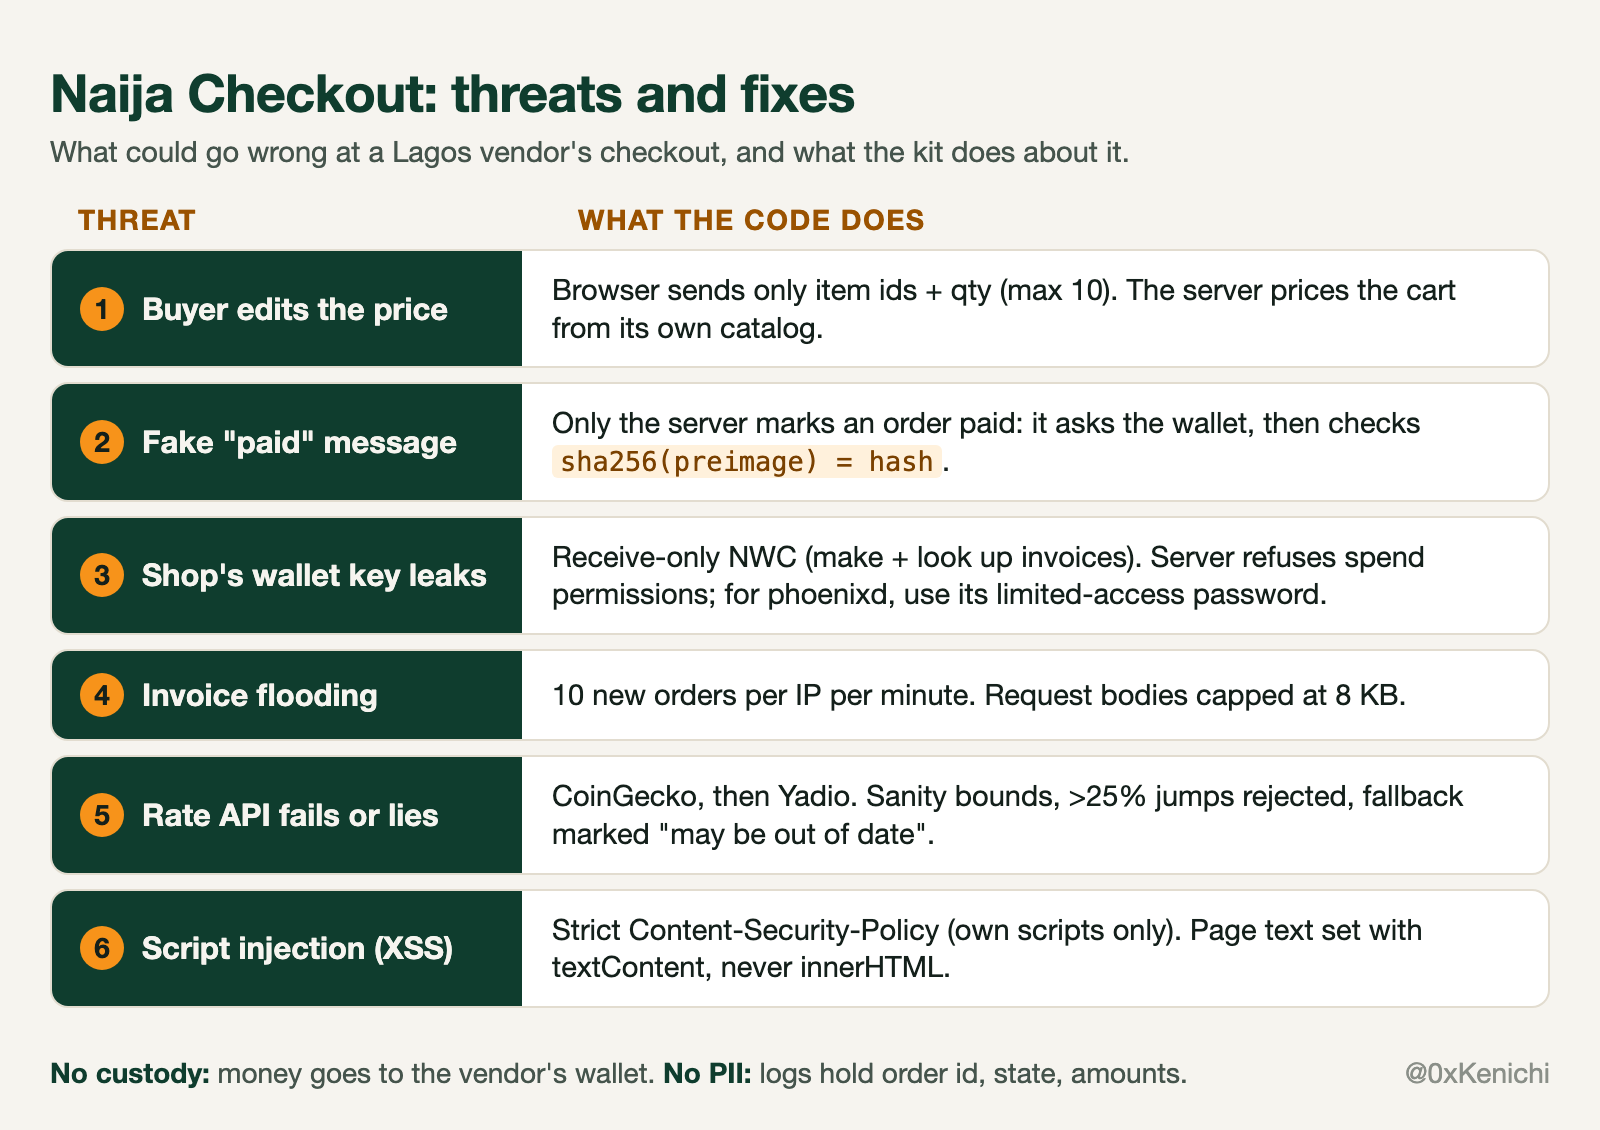 Naija Checkout: threats and fixes
What could go wrong at a Lagos vendor's checkout, and what the kit does about it.
THREAT
WHAT THE CODE DOES
1 Buyer edits the price
Browser sends only item ids + qty (max 10). The server prices the cart
from its own catalog.
2 Fake "paid" message
Only the server marks an order paid: it asks the wallet, then checks
sha256(preimage) = hash.
3 Shop's wallet key leaks
Receive-only NWC (make + look up invoices). Server refuses spend
permissions; for phoenixd, use its limited-access password.
4 Invoice flooding
10 new orders per IP per minute. Request bodies capped at 8 KB.
5 Rate API fails or lies
CoinGecko, then Yadio. Sanity bounds, >25% jumps rejected, fallback
marked "may be out of date".
6 Script injection (XSS)
Strict Content-Security-Policy (own scripts only). Page text set with
textContent, never innerHTML.
No custody: money goes to the vendor's wallet. No PII: logs hold order id, state, amounts.
@0xKenichi